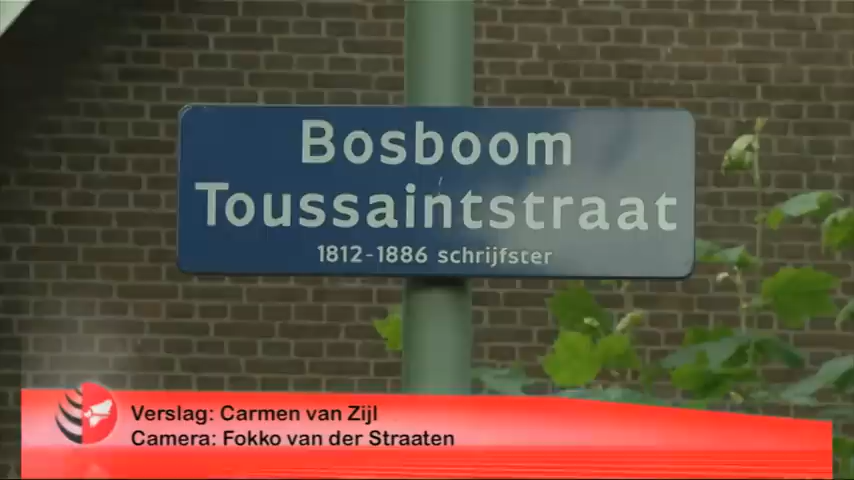 Bosboom
Toussaintstraat
1812-1886 schrijfster
Verslag: Carmen van Zijl
Camera: Fokko van der Straaten